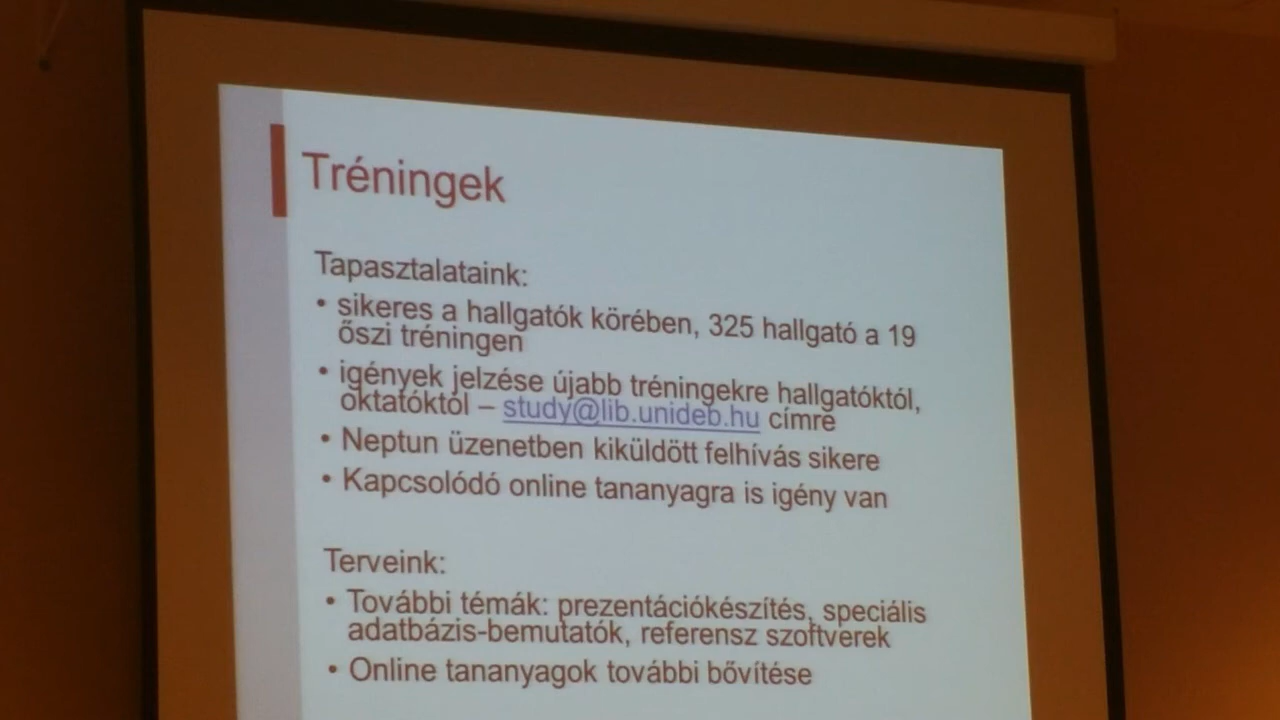 Tréningek
Tapasztalataink:
• sikeres a hallgatók körében, 325 hallgató a 19
őszi tréningen
• igények jelzése újabb tréningekre hallgatóktól,
oktatóktól – study@lib.unideb.hu címre
• Neptun üzenetben kiküldött felhívás sikere
• Kapcsolódó online tananyagra is igény van
Terveink:
• További témák: prezentációkészítés, speciális
adatbázis-bemutatók, referensz szoftverek
• Online tananyagok további bővítése